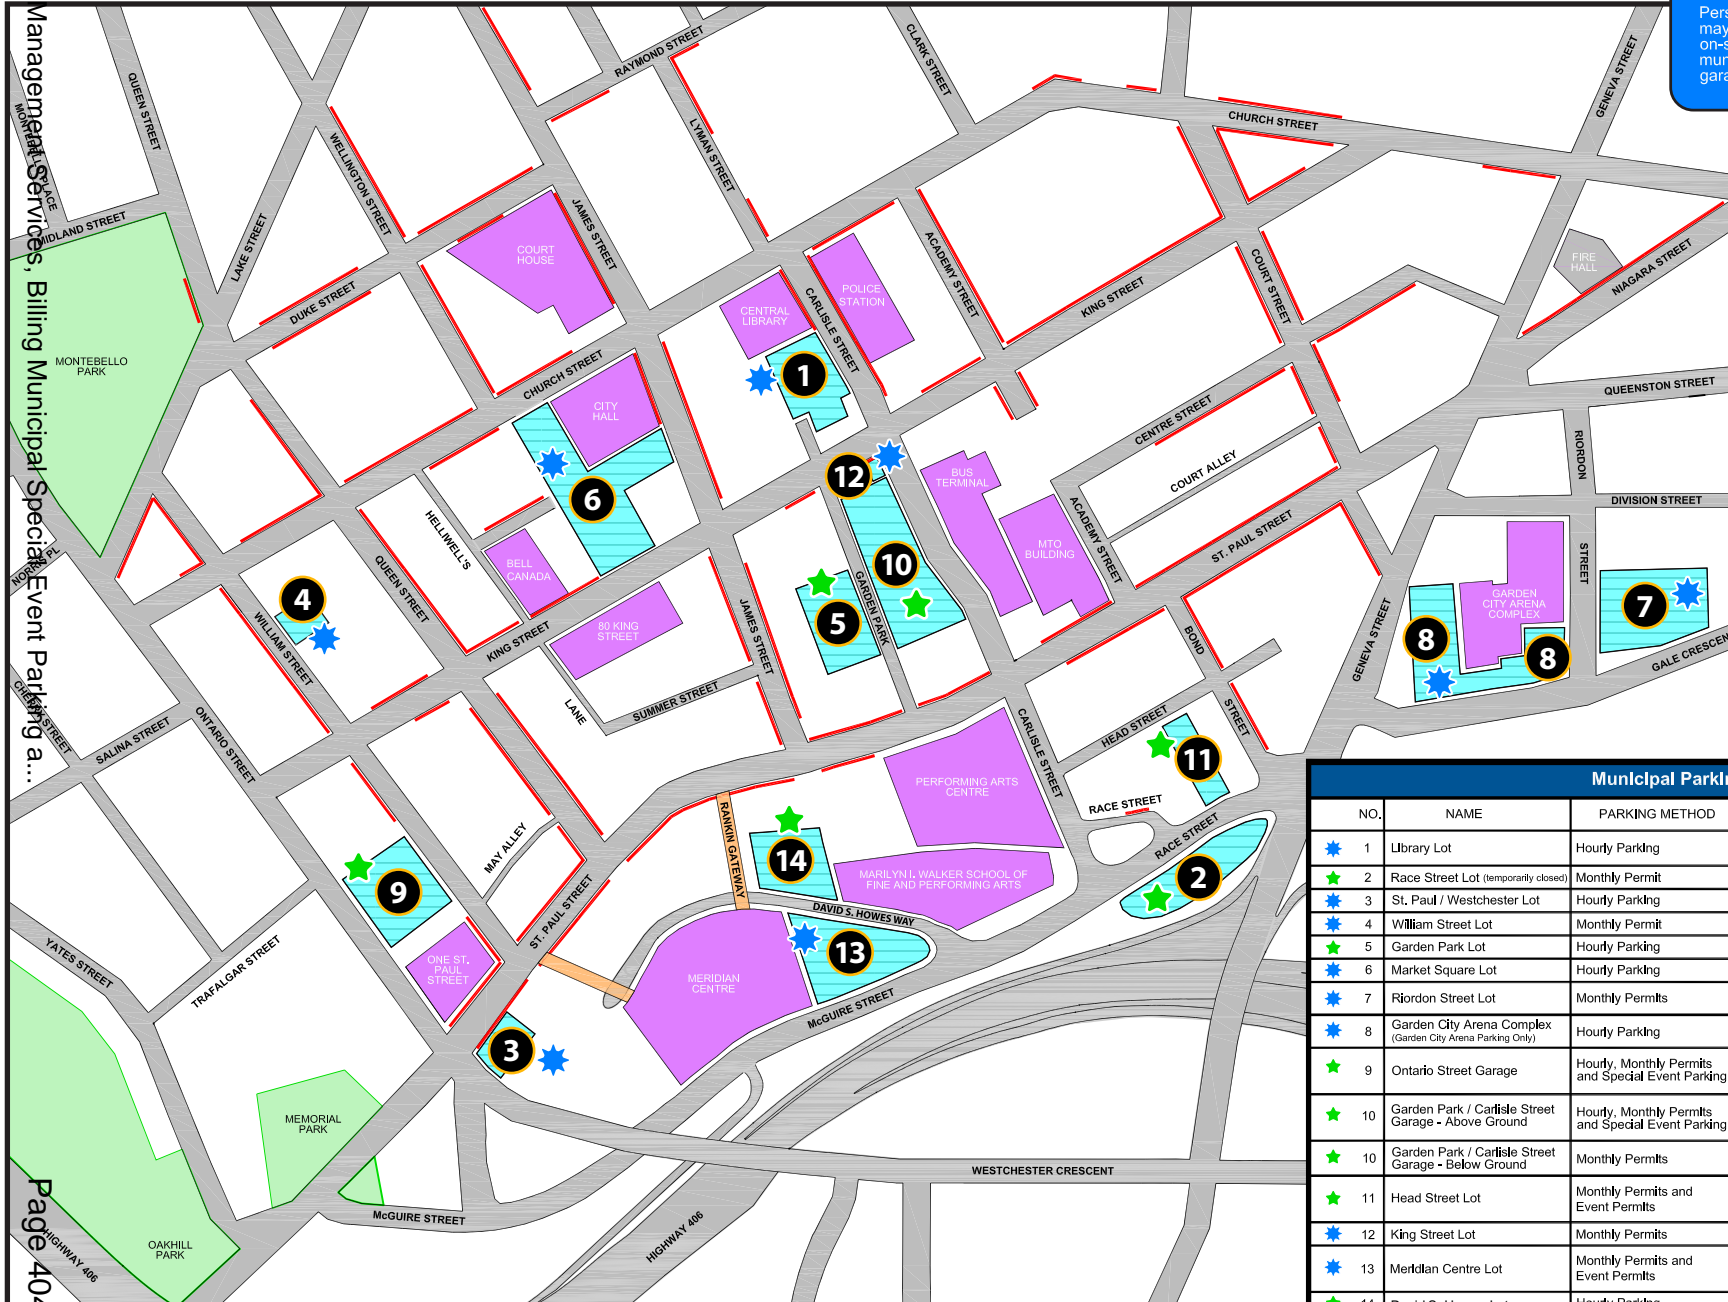 Management Services, Billing Municipal Special Event Parking a...
Page 404
Pers
may
on-s
mun
gara
QUEEN STREET
MIDLAND STREET
LAKE STREET
WELLINGTON STREET
RAYMOND STREET
LYMAN STREET
CLARK STREET
CHURCH STREET
GENEVA STREET
JAMES STREET
COURT
HOUSE
DUKE STREET
MONTEBELLO
PARK
CENTRAL
LIBRARY
POLICE
STATION
CARLISLE STREET
ACADEMY STREET
KING STREET
COURT STREET
FIRE
HALL
NIAGARA STREET
CHURCH STREET
CITY
HALL
1
QUEENSTON STREET
CENTRE STREET
COURT ALLEY
RIORDON
STREET
DIVISION STREET
BUS
TERMINAL
MTO
BUILDING
ACADEMY STREET
ST. PAUL STREET
12
6
10
HELLIWELL'S
LANE
BELL
CANADA
80 KING
STREET
QUEEN STREET
KING STREET
SUMMER STREET
JAMES STREET
GARDEN PARK
5
4
WILLIAM STREET
BOND
STREET
GENEVA STREET
GARDEN
CITY ARENA
COMPLEX
8
8
7
GALE CRESCEN
SALINA STREET
ONTARIO STREET
CARLISLE STREET
HEAD STREET
11
RACE STREET
RACE STREET
2
PERFORMING ARTS
CENTRE
RANKIN GATEWAY
14
MARILYN I. WALKER SCHOOL OF
FINE AND PERFORMING ARTS
DAVID S. HOWES WAY
MAY ALLEY
9
ST. PAUL STREET
ONE ST.
PAUL
STREET
MERIDIAN
CENTRE
13
McGUIRE STREET
YATES STREET
TRAFALGAR STREET
3
MEMORIAL
PARK
WESTCHESTER CRESCENT
McGUIRE STREET
HIGHWAY 406
OAKHILL
PARK
HIGHWAY 406
Municipal Parkin
NO. NAME PARKING METHOD
1 Library Lot Hourly Parking
2 Race Street Lot (temporarily closed) Monthly Permit
3 St. Paul / Westchester Lot Hourly Parking
4 William Street Lot Monthly Permit
5 Garden Park Lot Hourly Parking
6 Market Square Lot Hourly Parking
7 Riordon Street Lot Monthly Permits
8 Garden City Arena Complex Hourly Parking
(Garden City Arena Parking Only)
9 Ontario Street Garage Hourly, Monthly Permits
and Special Event Parking
10 Garden Park / Carlisle Street Hourly, Monthly Permits
Garage - Above Ground and Special Event Parking
10 Garden Park / Carlisle Street Monthly Permits
Garage - Below Ground
11 Head Street Lot Monthly Permits and
Event Permits
12 King Street Lot Monthly Permits
13 Meridian Centre Lot Monthly Permits and
Event Permits